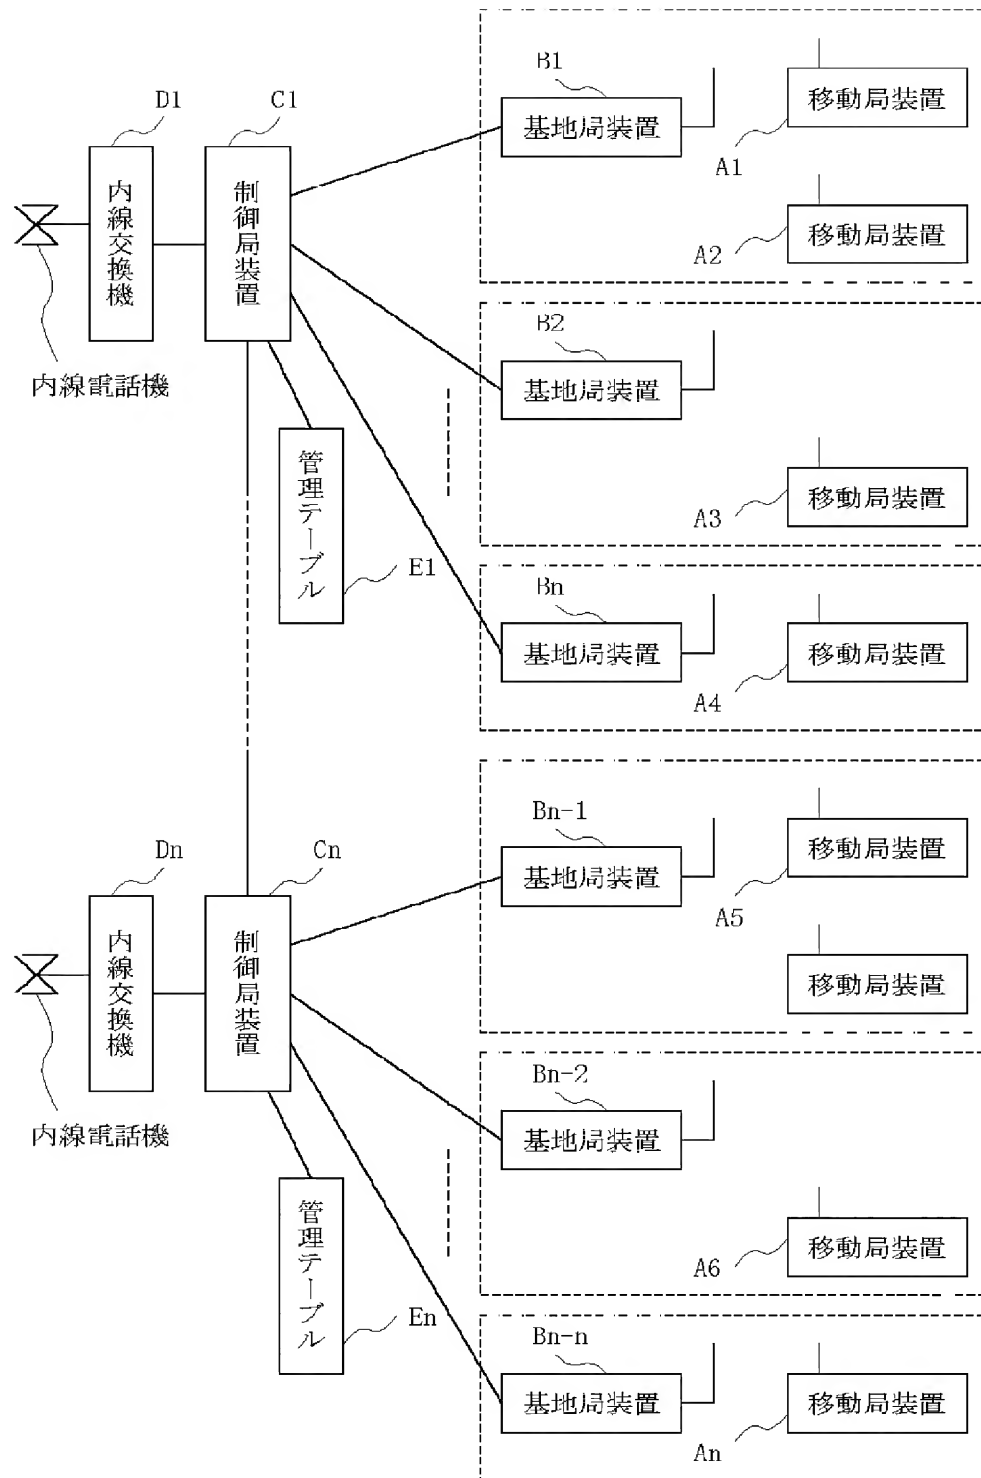 B1
移動局装置
D1
C1
基地局装置
A1
内線交換機
制御局装置
移動局装置
A2
B2
内線電話機
基地局装置
管理テーブル
移動局装置
A3
E1
Bn
基地局装置
移動局装置
A4
Bn-1
移動局装置
Dn
Cn
基地局装置
A5
内線交換機
制御局装置
移動局装置
Bn-2
内線電話機
基地局装置
管理テーブル
移動局装置
A6
En
Bn-n
基地局装置
移動局装置
An